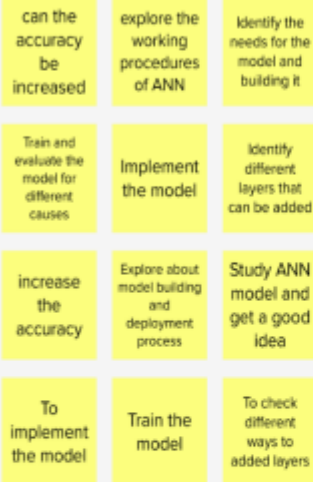 can the
accuracy
be
increased
explore the
working
procedures
of ANN
Identify the
needs for the
model and
building it
Train and
evaluate the
model for
different
causes
Implement
the model
Identify
different
layers that
can be added
increase
the
accuracy
Explore about
model building
and
deployment
process
Study ANN
model and
get a good
idea
To
implement
the model
Train the
model
To check
different
ways to
added layers